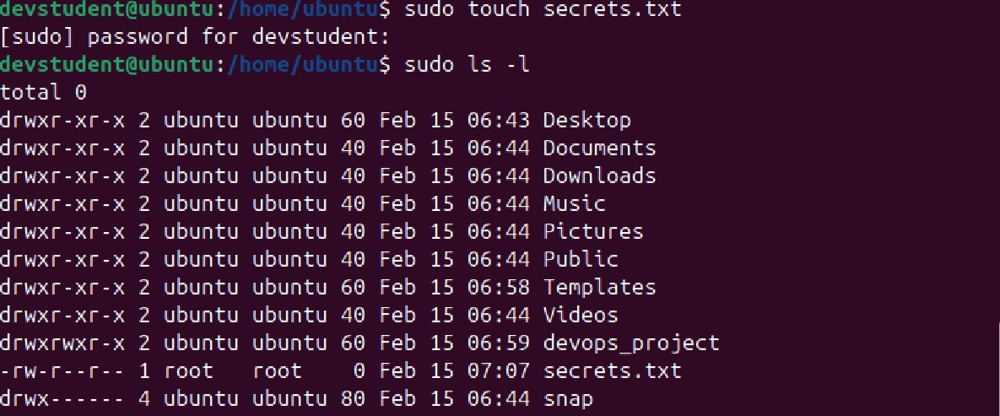 devstudent@ubuntu:/home/ubuntu$ sudo touch secrets.txt
[sudo] password for devstudent:
devstudent@ubuntu:/home/ubuntu$ sudo ls -l
total 0
drwxr-xr-x 2 ubuntu ubuntu 60 Feb 15 06:43 Desktop
drwxr-xr-x 2 ubuntu ubuntu 40 Feb 15 06:44 Documents
drwxr-xr-x 2 ubuntu ubuntu 40 Feb 15 06:44 Downloads
drwxr-xr-x 2 ubuntu ubuntu 40 Feb 15 06:44 Music
drwxr-xr-x 2 ubuntu ubuntu 40 Feb 15 06:44 Pictures
drwxr-xr-x 2 ubuntu ubuntu 40 Feb 15 06:44 Public
drwxr-xr-x 2 ubuntu ubuntu 60 Feb 15 06:58 Templates
drwxr-xr-x 2 ubuntu ubuntu 40 Feb 15 06:44 Videos
drwxrwxr-x 2 ubuntu ubuntu 60 Feb 15 06:59 devops_project
-rw-r--r-- 1 root   root    0 Feb 15 07:07 secrets.txt
drwx------ 4 ubuntu ubuntu 80 Feb 15 06:44 snap